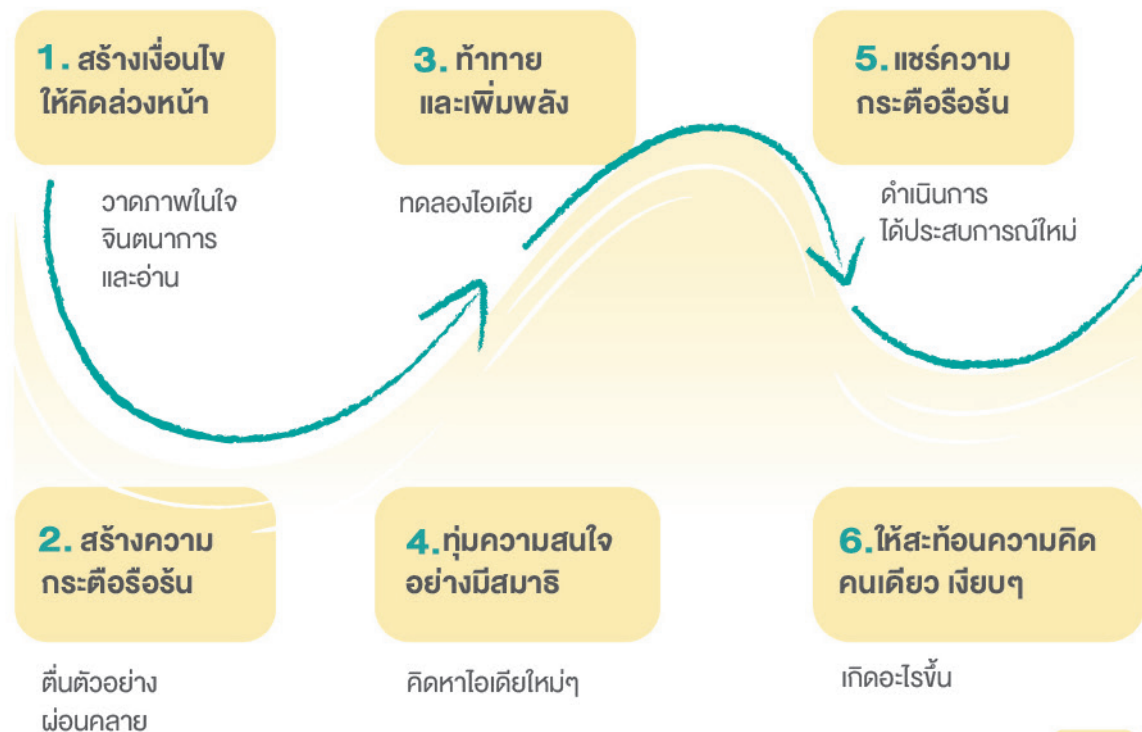 1. สร้างเงื่อนไข
ให้คิดล่วงหน้า
วาดภาพในใจ
จินตนาการ
และอ่าน
2. สร้างความ
กระตือรือร้น
ตื่นตัวอย่าง
ผ่อนคลาย
3. ท้าทาย
และเพิ่มพลัง
ทดลองไอเดีย
4.ทุ่มความสนใจ
อย่างมีสมาธิ
คิดหาไอเดียใหม่ๆ
5.แชร์ความ
กระตือรือร้น
ดำเนินการ
ได้ประสบการณ์ใหม่
6.ให้สะท้อนความคิด
คนเดียว เงียบๆ
เกิดอะไรขึ้น